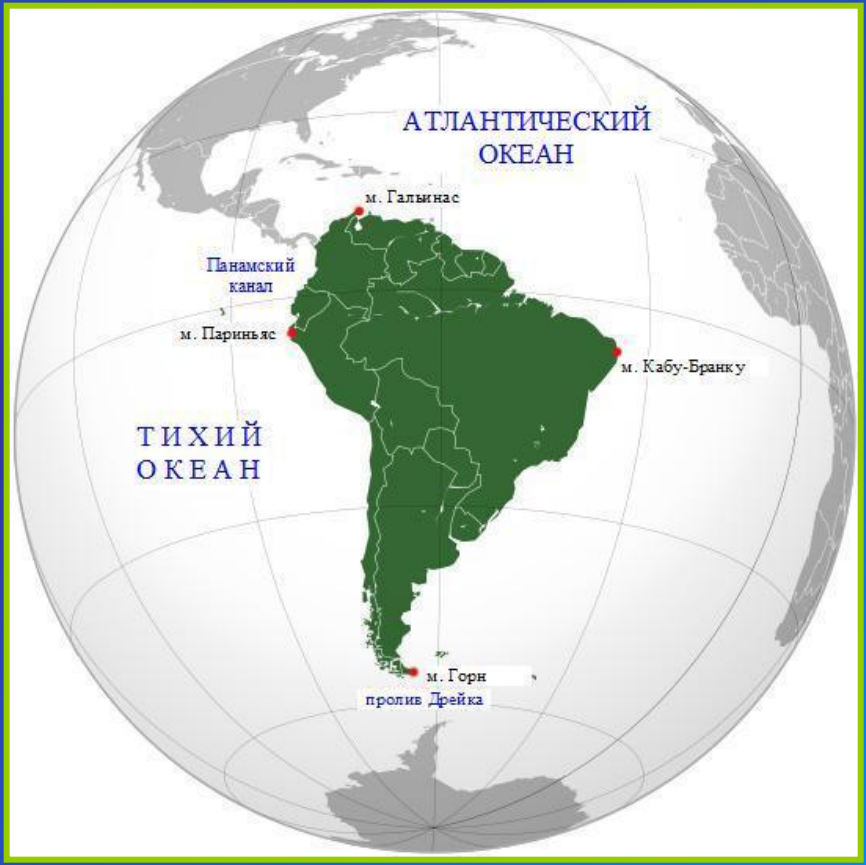 АТЛАНТИЧЕСКИЙ
ОКЕАН
м. Гальинас
Панамский
канал
м. Париньяс
м. Кабу-Бранку
ТИХИЙ
ОКЕАН
м. Горн
пролив Дрейка